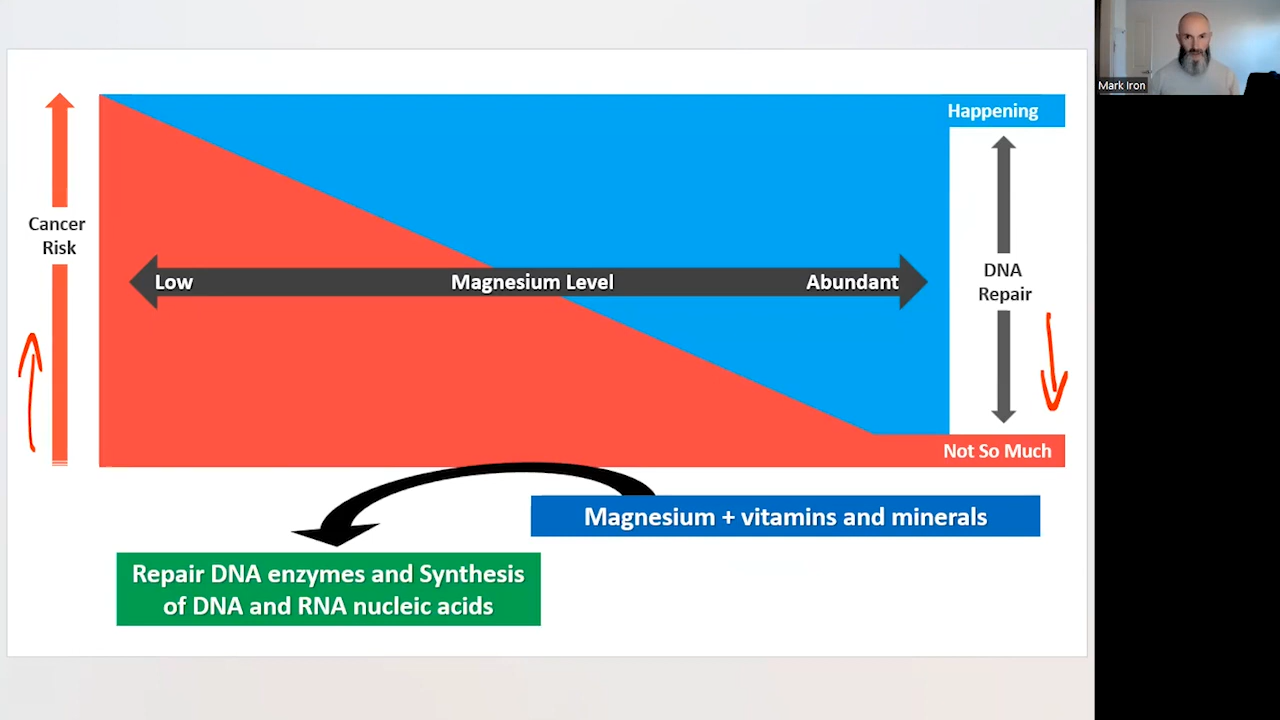 Mark Iron
Happening
Cancer
Risk
Low
Magnesium Level
Abundant
DNA
Repair
Not So Much
Magnesium + vitamins and minerals
Repair DNA enzymes and Synthesis
of DNA and RNA nucleic acids